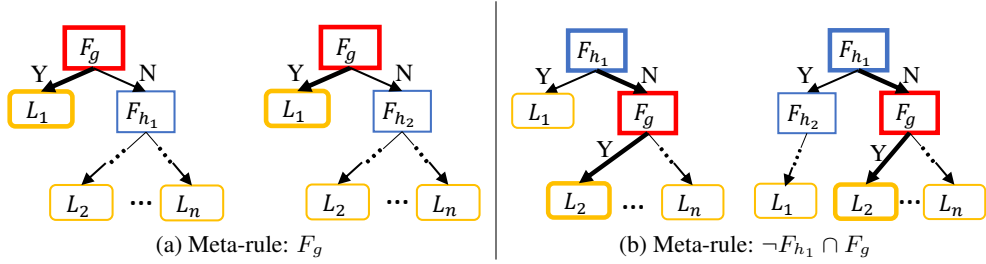 F_g F_g F_{h_1} F_{h_1}
Y N Y N Y N Y N
L_1 F_{h_1} L_1 F_{h_2} L_1 F_g F_{h_2} F_g
Y Y
L_2 ... L_n L_2 ... L_n L_2 ... L_n L_1 L_2 ... L_n
(a) Meta-rule: F_g (b) Meta-rule: ¬F_{h_1} ∩ F_g